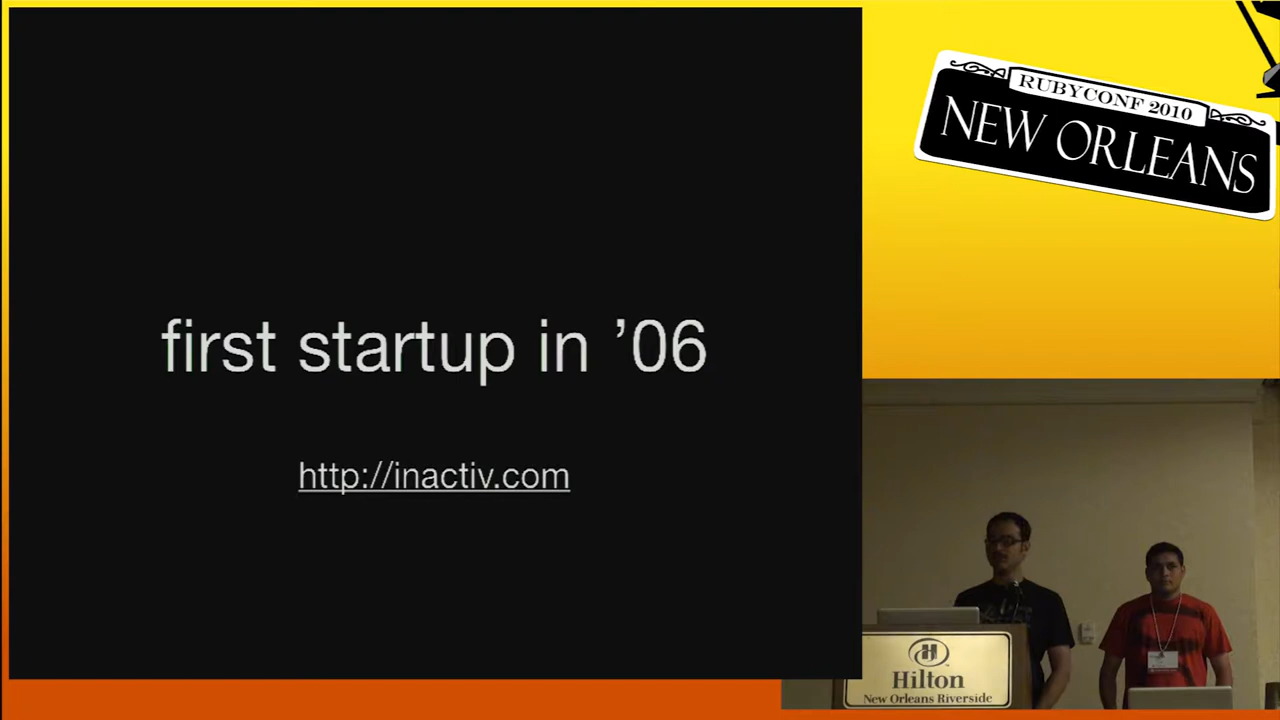 first startup in ’06
http://inactiv.com
RUBYCONF 2010
NEW ORLEANS
Hilton
New Orleans Riverside